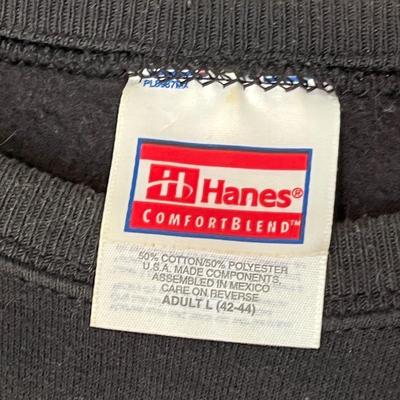 Hanes®
COMFORTBLEND™
50% COTTON/50% POLYESTER
U.S.A. MADE COMPONENTS,
ASSEMBLED IN MEXICO
CARE ON REVERSE
ADULT L (42-44)